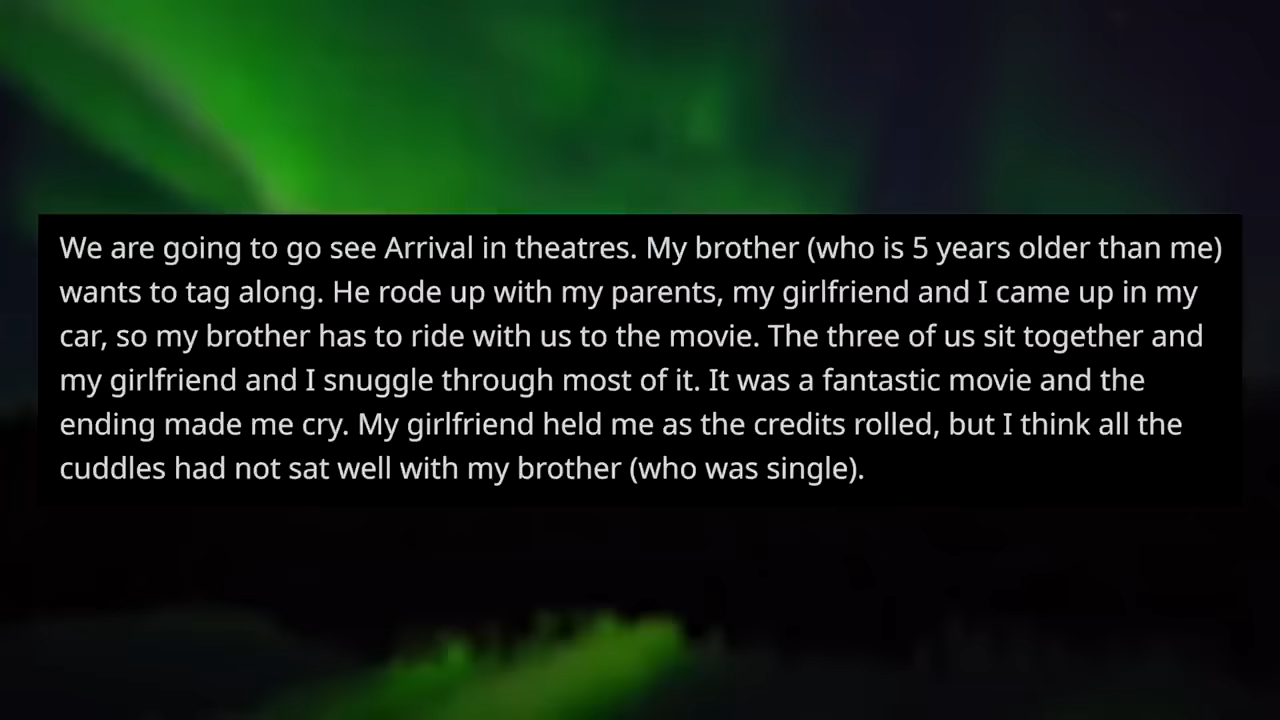 We are going to go see Arrival in theatres. My brother (who is 5 years older than me)
wants to tag along. He rode up with my parents, my girlfriend and I came up in my
car, so my brother has to ride with us to the movie. The three of us sit together and
my girlfriend and I snuggle through most of it. It was a fantastic movie and the
ending made me cry. My girlfriend held me as the credits rolled, but I think all the
cuddles had not sat well with my brother (who was single).